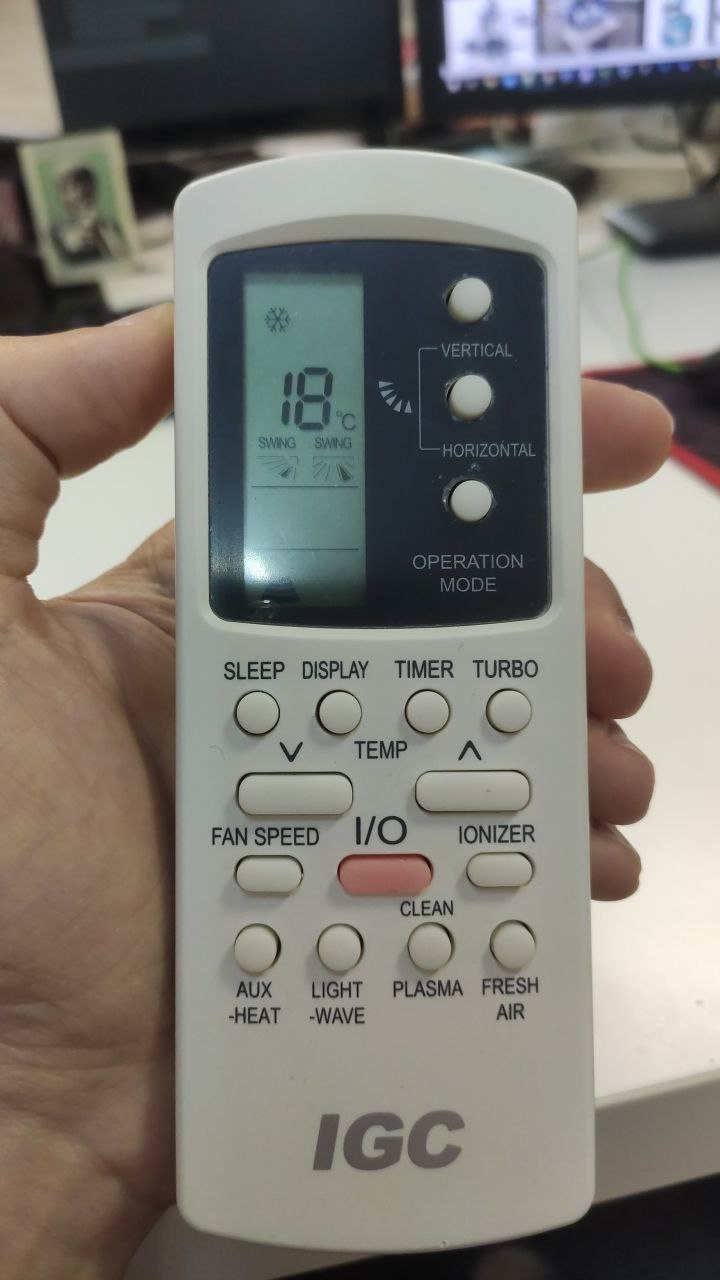 18 °C
SWING SWING
VERTICAL
HORIZONTAL
OPERATION
MODE
SLEEP DISPLAY TIMER TURBO
TEMP
FAN SPEED I/O IONIZER
CLEAN
AUX LIGHT PLASMA FRESH
-HEAT -WAVE AIR
IGC